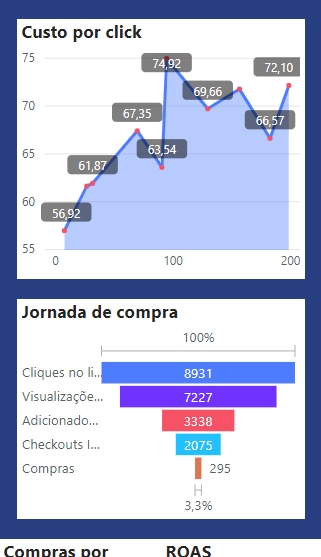 Custo por click
75
74,92
72,10
70
69,66
67,35
66,57
65
63,54
61,87
60
56,92
55
0
100
200
Jornada de compra
100%
Cliques no li... 8931
Visualizaçõe... 7227
Adicionado... 3338
Checkouts I... 2075
Compras 295
3,3%
Compras por ROAS